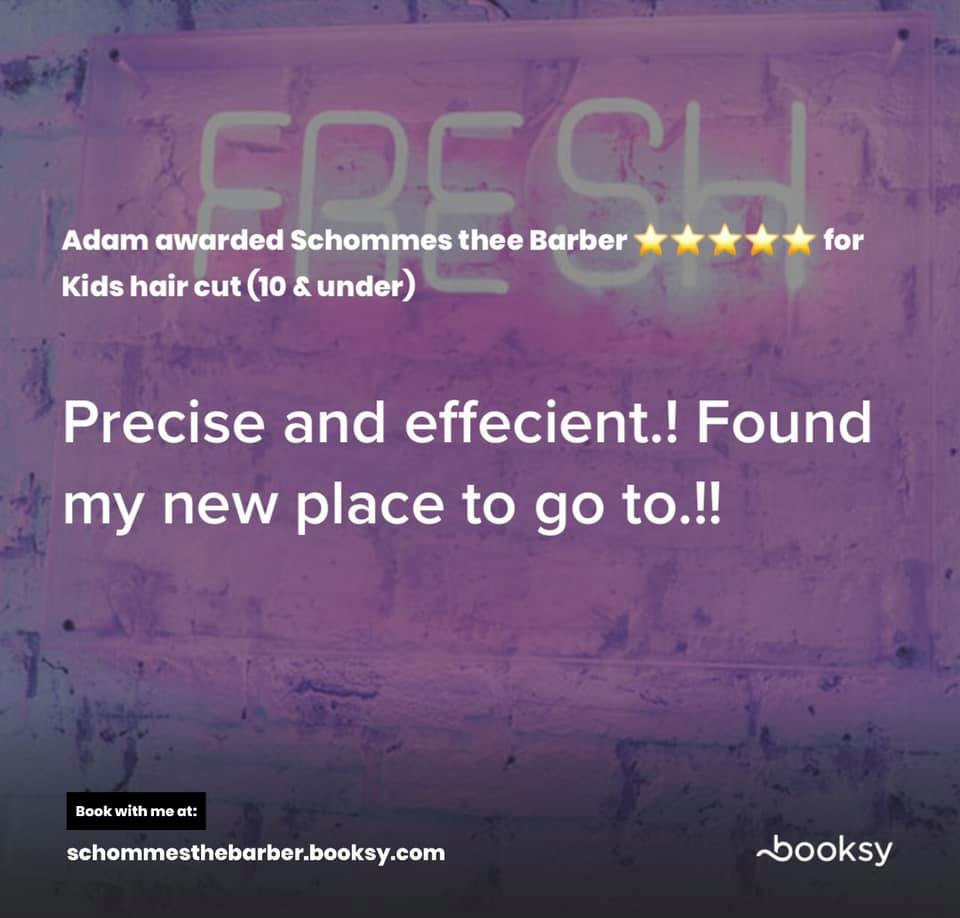 FRESH
Adam awarded Schommes thee Barber ⭐⭐⭐⭐⭐ for
Kids hair cut (10 & under)
Precise and effecient.! Found
my new place to go to.!!
Book with me at:
schommesthebarber.booksy.com
booksy